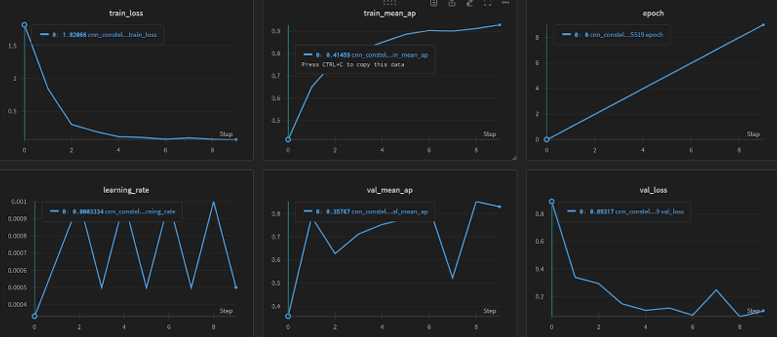 train_loss
0: 1.82066 cnn_constel...train_loss
1.5
1
0.5
Step
0 2 4 6 8
train_mean_ap
0: 0.41459 cnn_constel...in_mean_ap
Press CTRL+C to copy this data
0.9
0.8
0.7
0.6
0.5
Step
0 2 4 6 8
epoch
0: 0 cnn_constel...5519 epoch
8
6
4
2
0
Step
0 2 4 6 8
learning_rate
0: 0.0003334 cnn_constel...rning_rate
0.001
0.0009
0.0008
0.0007
0.0006
0.0005
0.0004
Step
0 2 4 6 8
val_mean_ap
0: 0.35767 cnn_constel...al_mean_ap
0.8
0.7
0.6
0.5
0.4
Step
0 2 4 6 8
val_loss
0: 0.89317 cnn_constel...9 val_loss
0.8
0.6
0.4
0.2
Step
0 2 4 6 8